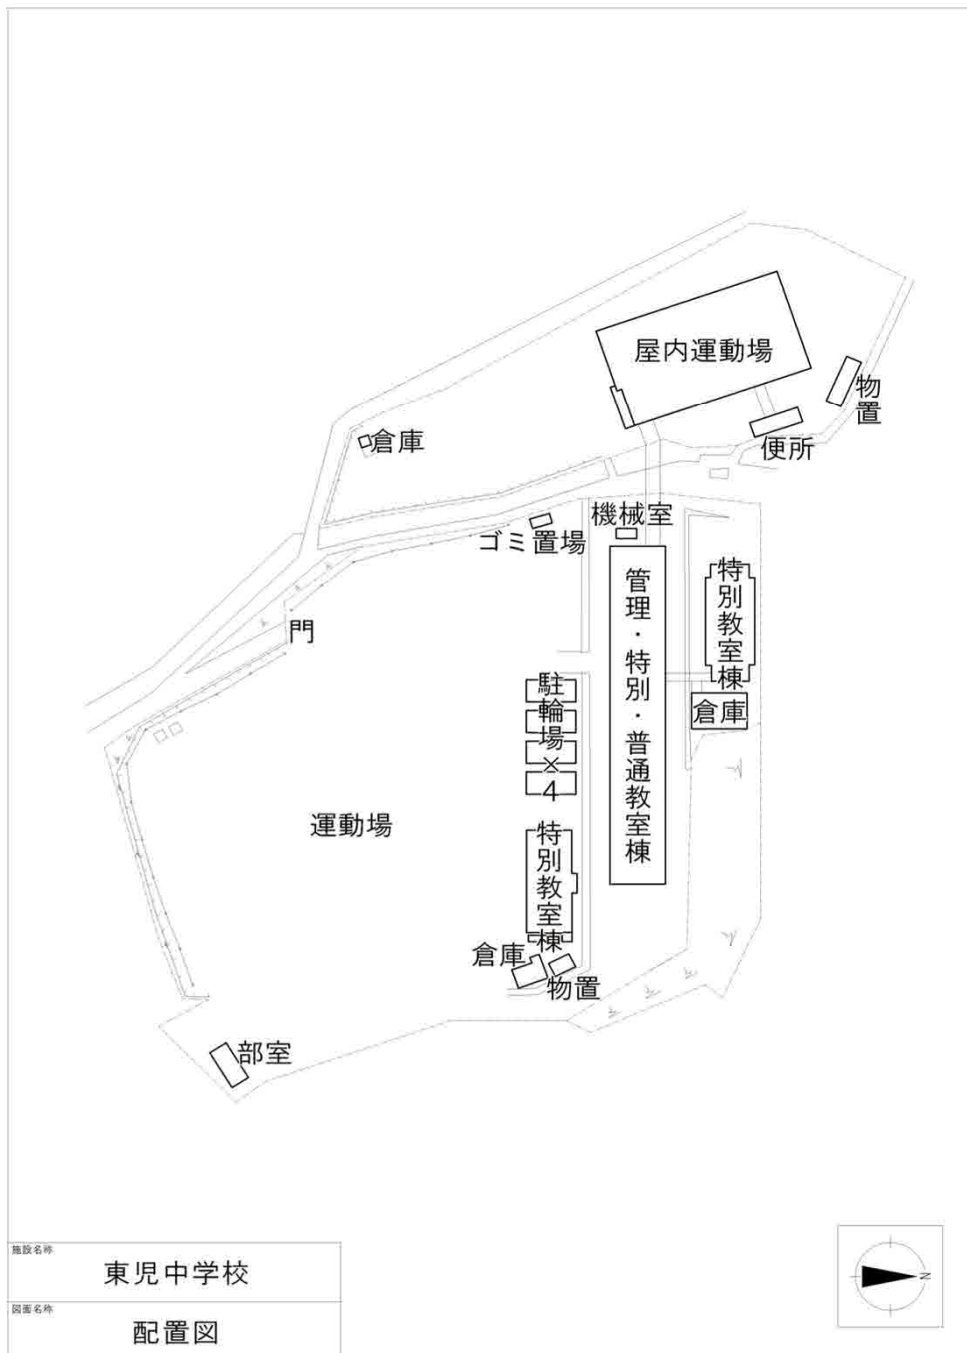 屋内運動場
物置
倉庫
便所
機械室
ゴミ置場
管理・特別・普通教室棟
特別教室棟
門
駐輪場×4
倉庫
運動場
特別教室棟
倉庫
物置
部室
施設名称
東児中学校
図面名称
配置図
N